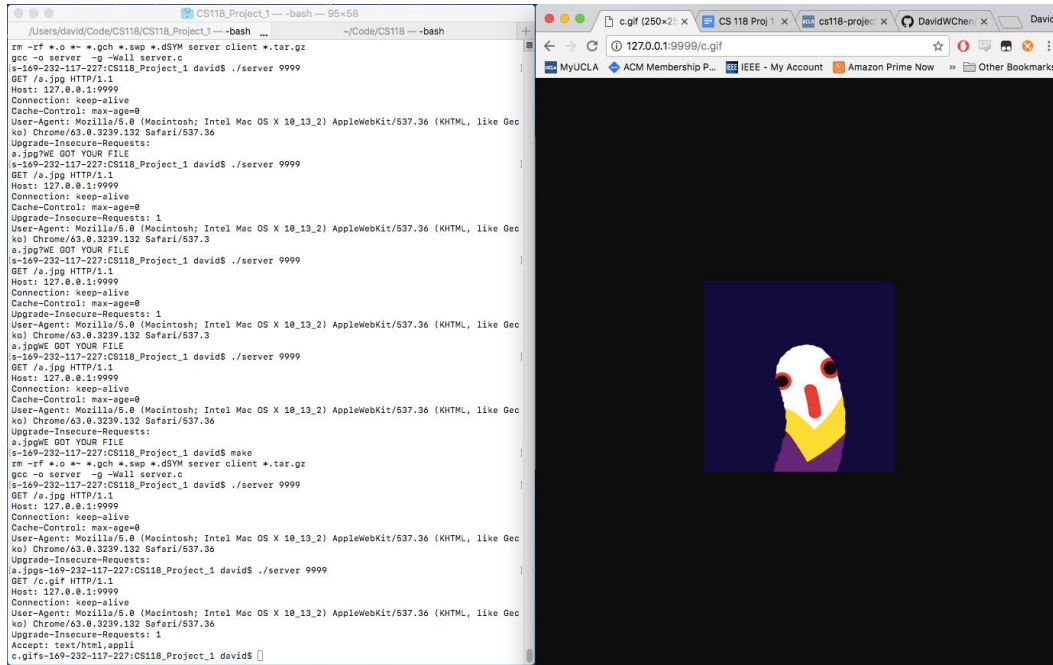 CS118_Project_1 — -bash — 95×58
/Users/david/Code/CS118/CS118_Project_1 — -bash ...
~/Code/CS118 — -bash
+
rm -rf *.o *~ *.gch *.swp *.dSYM server client *.tar.gz
gcc -o server -g -Wall server.c
[s-169-232-117-227:CS118_Project_1 david$ ./server 9999 ]
GET /a.jpg HTTP/1.1
Host: 127.0.0.1:9999
Connection: keep-alive
Cache-Control: max-age=0
User-Agent: Mozilla/5.0 (Macintosh; Intel Mac OS X 10_13_2) AppleWebKit/537.36 (KHTML, like Gec
ko) Chrome/63.0.3239.132 Safari/537.36
Upgrade-Insecure-Requests:
a.jpg?WE GOT YOUR FILE
[s-169-232-117-227:CS118_Project_1 david$ ./server 9999 ]
GET /a.jpg HTTP/1.1
Host: 127.0.0.1:9999
Connection: keep-alive
Cache-Control: max-age=0
Upgrade-Insecure-Requests: 1
User-Agent: Mozilla/5.0 (Macintosh; Intel Mac OS X 10_13_2) AppleWebKit/537.36 (KHTML, like Gec
ko) Chrome/63.0.3239.132 Safari/537.3
a.jpg?WE GOT YOUR FILE
[s-169-232-117-227:CS118_Project_1 david$ ./server 9999 ]
GET /a.jpg HTTP/1.1
Host: 127.0.0.1:9999
Connection: keep-alive
Cache-Control: max-age=0
Upgrade-Insecure-Requests: 1
User-Agent: Mozilla/5.0 (Macintosh; Intel Mac OS X 10_13_2) AppleWebKit/537.36 (KHTML, like Gec
ko) Chrome/63.0.3239.132 Safari/537.3
a.jpgWE GOT YOUR FILE
[s-169-232-117-227:CS118_Project_1 david$ ./server 9999 ]
GET /a.jpg HTTP/1.1
Host: 127.0.0.1:9999
Connection: keep-alive
Cache-Control: max-age=0
User-Agent: Mozilla/5.0 (Macintosh; Intel Mac OS X 10_13_2) AppleWebKit/537.36 (KHTML, like Gec
ko) Chrome/63.0.3239.132 Safari/537.36
Upgrade-Insecure-Requests:
a.jpgWE GOT YOUR FILE
[s-169-232-117-227:CS118_Project_1 david$ make ]
rm -rf *.o *~ *.gch *.swp *.dSYM server client *.tar.gz
gcc -o server -g -Wall server.c
[s-169-232-117-227:CS118_Project_1 david$ ./server 9999 ]
GET /a.jpg HTTP/1.1
Host: 127.0.0.1:9999
Connection: keep-alive
Cache-Control: max-age=0
User-Agent: Mozilla/5.0 (Macintosh; Intel Mac OS X 10_13_2) AppleWebKit/537.36 (KHTML, like Gec
ko) Chrome/63.0.3239.132 Safari/537.36
Upgrade-Insecure-Requests:
[a.jpgs-169-232-117-227:CS118_Project_1 david$ ./server 9999 ]
GET /c.gif HTTP/1.1
Host: 127.0.0.1:9999
Connection: keep-alive
User-Agent: Mozilla/5.0 (Macintosh; Intel Mac OS X 10_13_2) AppleWebKit/537.36 (KHTML, like Gec
ko) Chrome/63.0.3239.132 Safari/537.36
Upgrade-Insecure-Requests: 1
Accept: text/html,appli
c.gifs-169-232-117-227:CS118_Project_1 david$
c.gif (250×25 × CS 118 Proj 1 × UCLA cs118-project × DavidWChen/ × David
127.0.0.1:9999/c.gif
UCLA MyUCLA ACM Membership P... IEEE IEEE - My Account Amazon Prime Now » Other Bookmarks